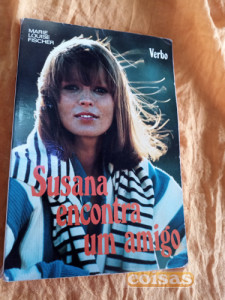 MARIE
LOUISE
FISCHER
Verbo
Susana
encontra
um amigo
coisas